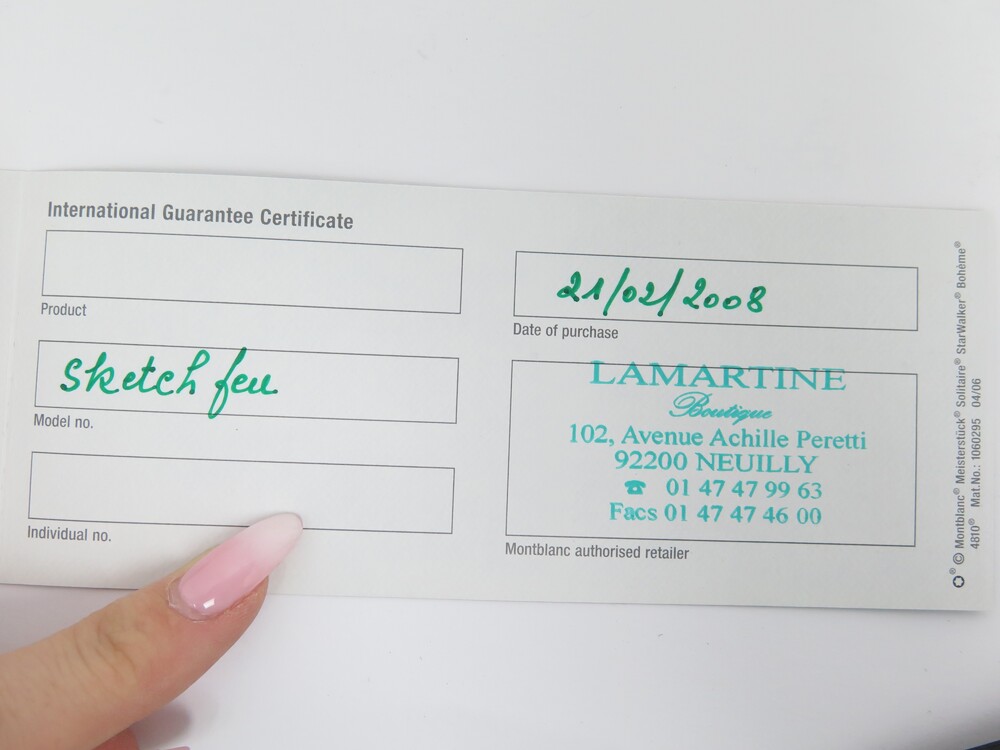 International Guarantee Certificate
Product
sketch feu
Model no.
Individual no.
21/02/2008
Date of purchase
LAMARTINE
Boutique
102, Avenue Achille Peretti
92200 NEUILLY
☎ 01 47 47 99 63
Facs 01 47 47 46 00
Montblanc authorised retailer
® © Montblanc® Meisterstück® Solitaire® StarWalker® Bohème®
4810® Mat.No.: 1060295 04/06